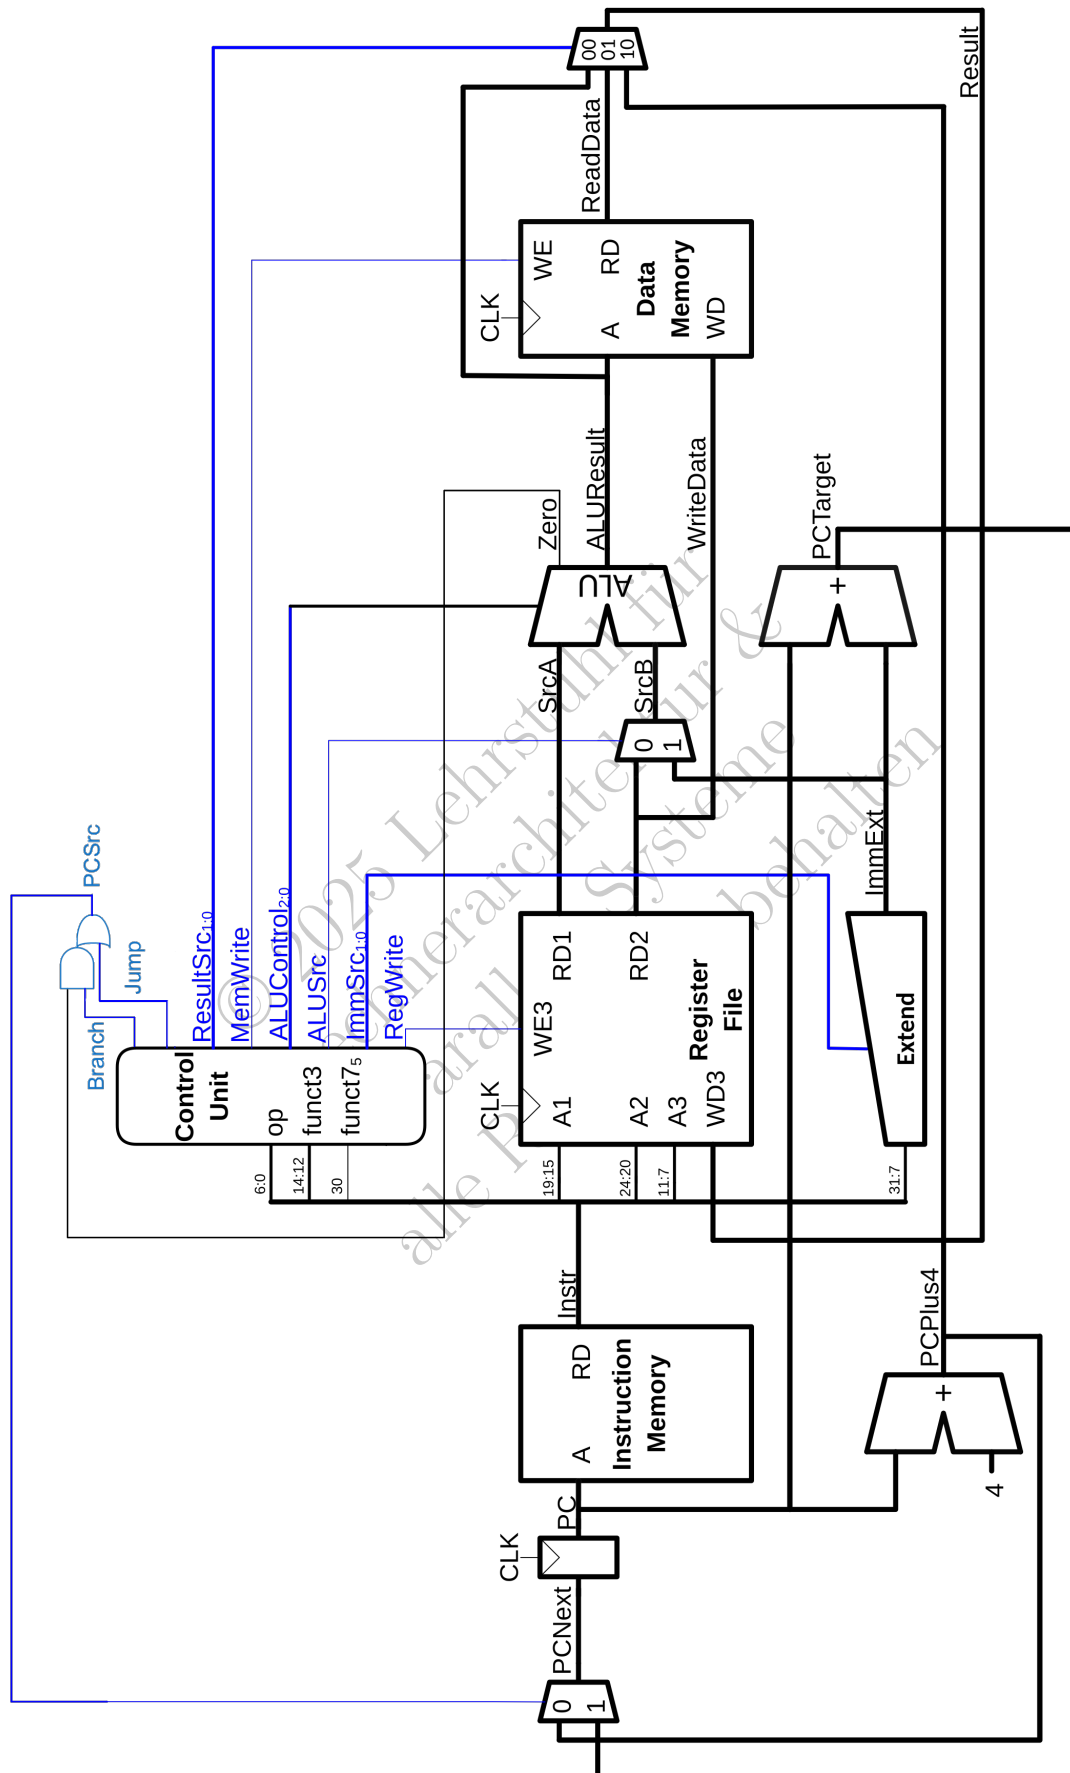 PCNext
0
1
CLK
PC
A
RD
Instruction
Memory
Instr
4
+
PCPlus4
PCSrc
Branch
Jump
Control
Unit
op
funct3
funct7₅
6:0
14:12
30
ResultSrc₁:₀
MemWrite
ALUControl₂:₀
ALUSrc
ImmSrc₁:₀
RegWrite
19:15
24:20
11:7
31:7
CLK
WE3
A1
RD1
A2
RD2
A3
WD3
Register
File
Extend
ImmExt
SrcA
SrcB
0
1
ALU
Zero
ALUResult
WriteData
+
PCTarget
CLK
WE
A
RD
Data
Memory
WD
ReadData
00
01
10
Result
© 2025 Lehrstuhl für
Rechnerarchitektur &
Parallele Systeme
alle Rechte vorbehalten